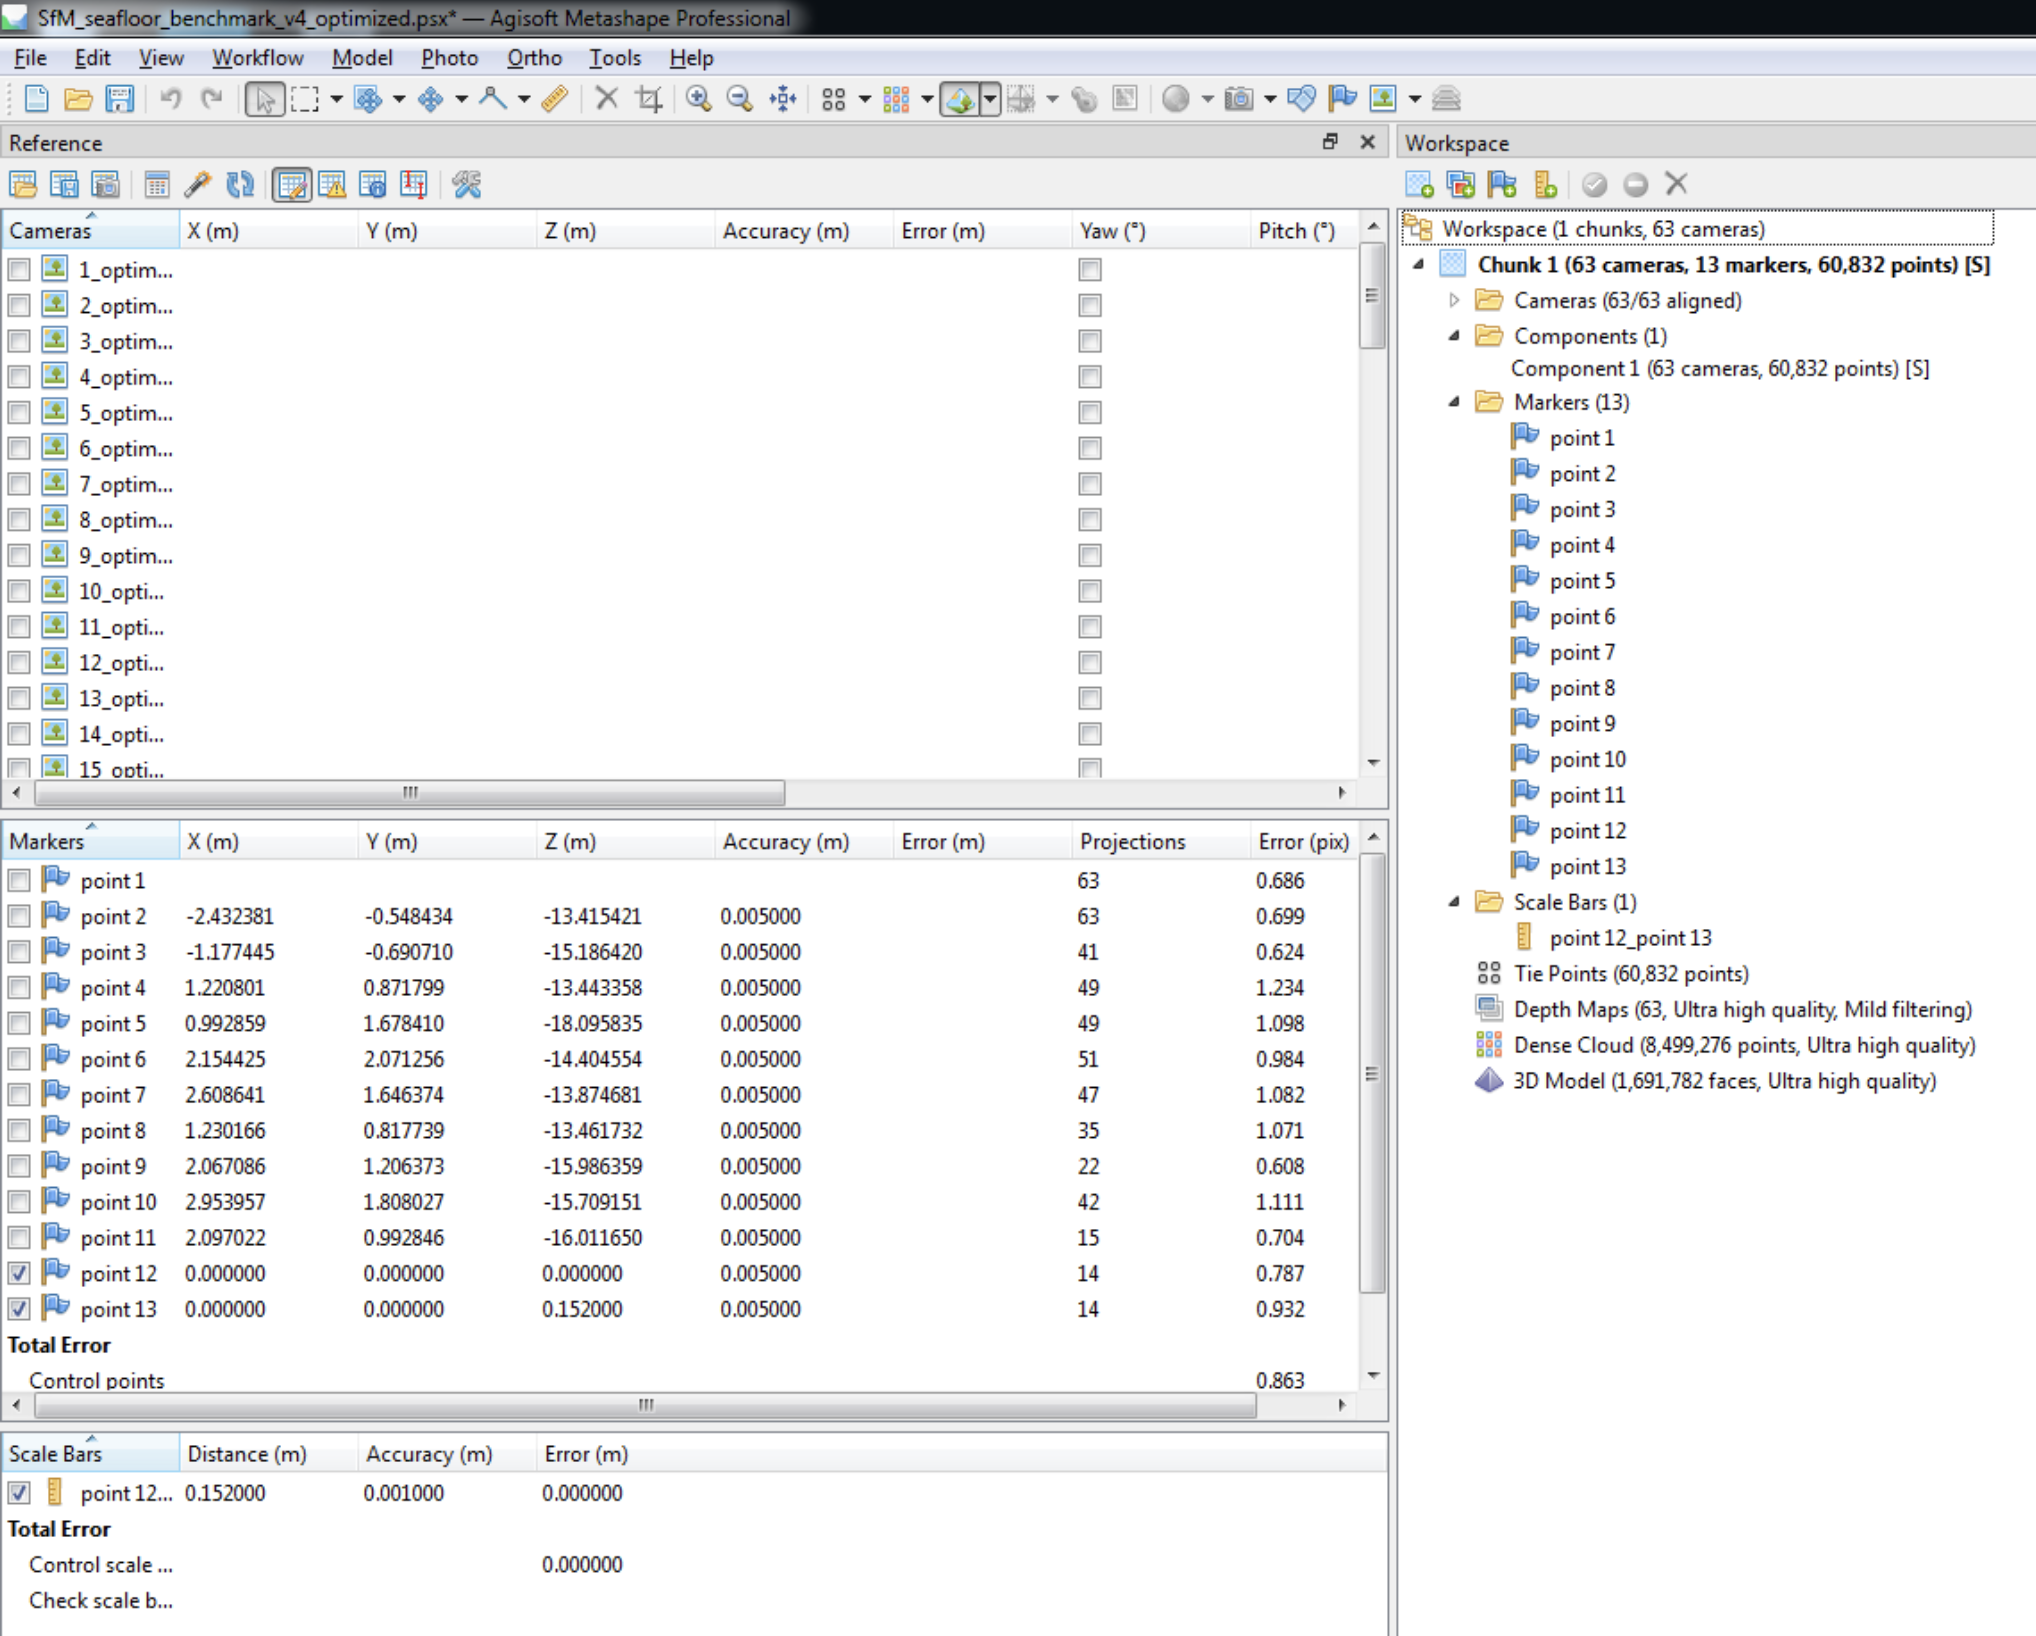 SfM_seafloor_benchmark_v4_optimized.psx* — Agisoft Metashape Professional
File Edit View Workflow Model Photo Ortho Tools Help
Reference
Cameras X (m) Y (m) Z (m) Accuracy (m) Error (m) Yaw (°) Pitch (°)
1_optim...
2_optim...
3_optim...
4_optim...
5_optim...
6_optim...
7_optim...
8_optim...
9_optim...
10_opti...
11_opti...
12_opti...
13_opti...
14_opti...
15_opti...
Markers X (m) Y (m) Z (m) Accuracy (m) Error (m) Projections Error (pix)
point 1 63 0.686
point 2 -2.432381 -0.548434 -13.415421 0.005000 63 0.699
point 3 -1.177445 -0.690710 -15.186420 0.005000 41 0.624
point 4 1.220801 0.871799 -13.443358 0.005000 49 1.234
point 5 0.992859 1.678410 -18.095835 0.005000 49 1.098
point 6 2.154425 2.071256 -14.404554 0.005000 51 0.984
point 7 2.608641 1.646374 -13.874681 0.005000 47 1.082
point 8 1.230166 0.817739 -13.461732 0.005000 35 1.071
point 9 2.067086 1.206373 -15.986359 0.005000 22 0.608
point 10 2.953957 1.808027 -15.709151 0.005000 42 1.111
point 11 2.097022 0.992846 -16.011650 0.005000 15 0.704
point 12 0.000000 0.000000 0.000000 0.005000 14 0.787
point 13 0.000000 0.000000 0.152000 0.005000 14 0.932
Total Error
Control points 0.863
Scale Bars Distance (m) Accuracy (m) Error (m)
point 12... 0.152000 0.001000 0.000000
Total Error
Control scale ... 0.000000
Check scale b...
Workspace
Workspace (1 chunks, 63 cameras)
Chunk 1 (63 cameras, 13 markers, 60,832 points) [S]
Cameras (63/63 aligned)
Components (1)
Component 1 (63 cameras, 60,832 points) [S]
Markers (13)
point 1
point 2
point 3
point 4
point 5
point 6
point 7
point 8
point 9
point 10
point 11
point 12
point 13
Scale Bars (1)
point 12_point 13
Tie Points (60,832 points)
Depth Maps (63, Ultra high quality, Mild filtering)
Dense Cloud (8,499,276 points, Ultra high quality)
3D Model (1,691,782 faces, Ultra high quality)